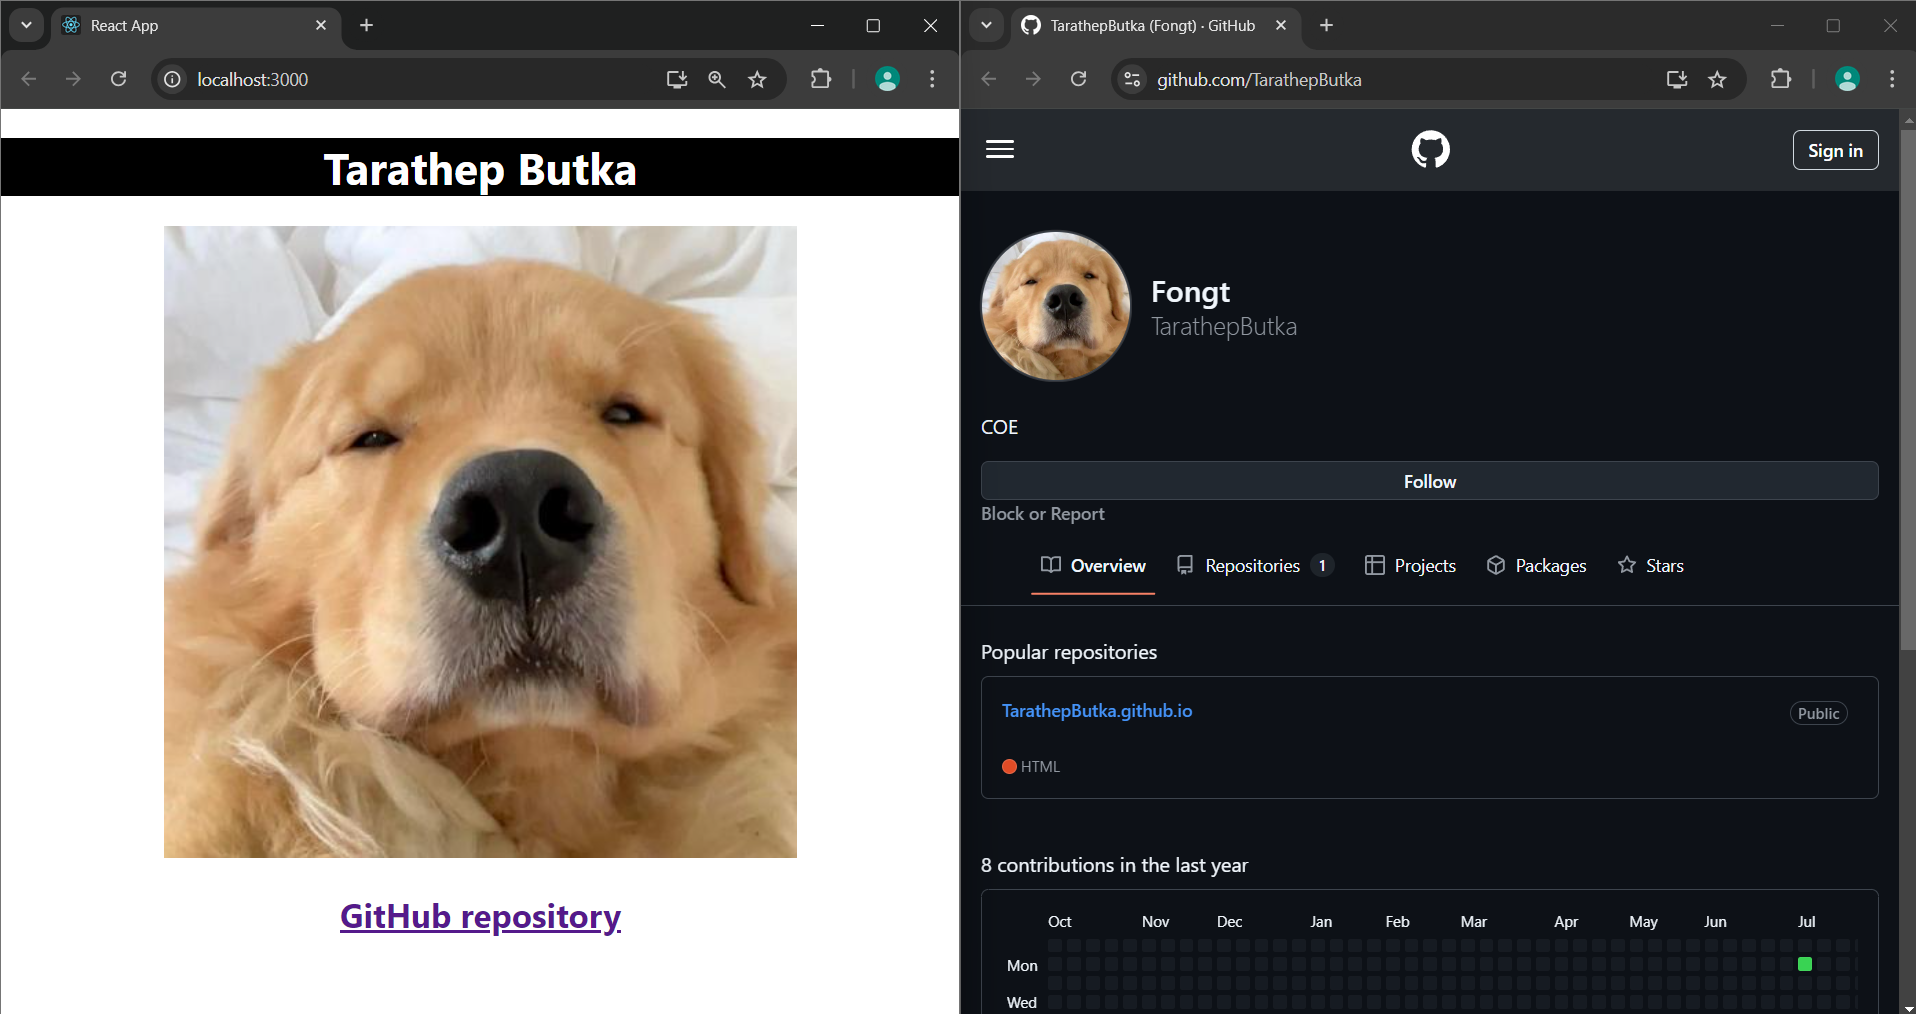 React App
localhost:3000
Tarathep Butka
GitHub repository
TarathepButka (Fongt) · GitHub
github.com/TarathepButka
Sign in
Fongt
TarathepButka
COE
Follow
Block or Report
Overview Repositories 1 Projects Packages Stars
Popular repositories
TarathepButka.github.io Public
HTML
8 contributions in the last year
Oct Nov Dec Jan Feb Mar Apr May Jun Jul
Mon
Wed